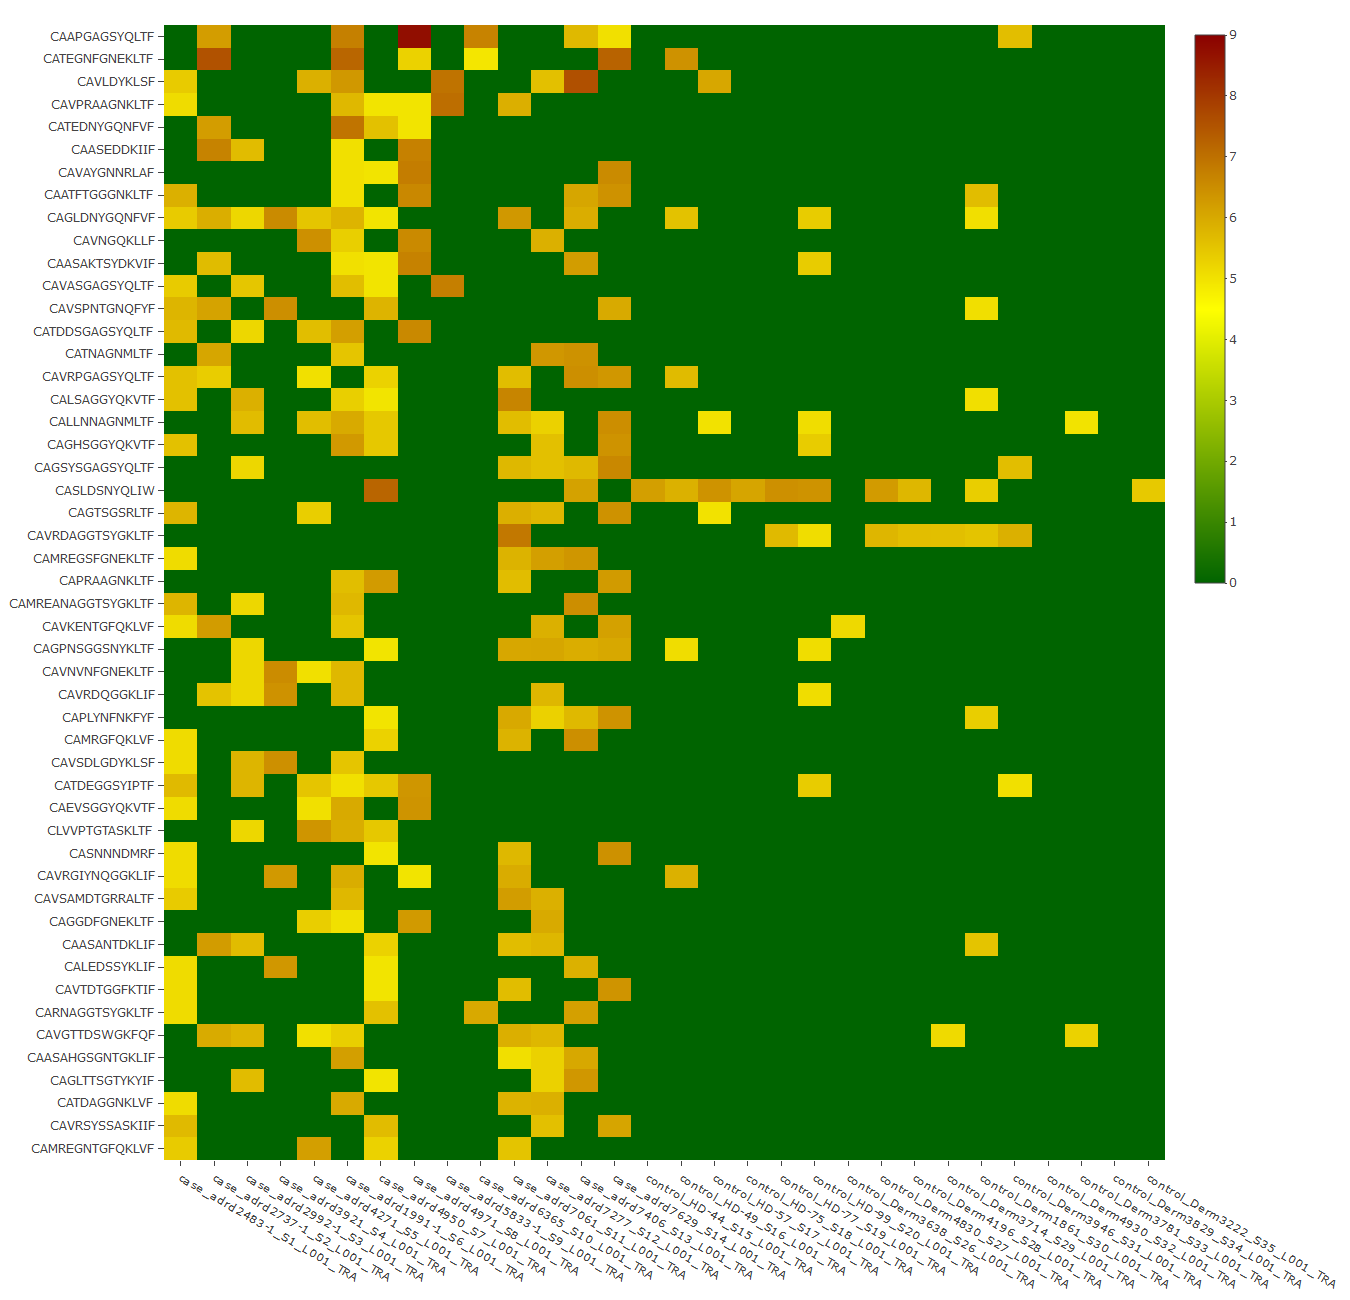 CAAPGAGSYQLTF
CATEGNFGNEKLTF
CAVLDYKLSF
CAVPRAAGNKLTF
CATEDNYGQNFVF
CAASEDDKIIF
CAVAYGNNRLAF
CAATFTGGGNKLTF
CAGLDNYGQNFVF
CAVNGQKLLF
CAASAKTSYDKVIF
CAVASGAGSYQLTF
CAVSPNTGNQFYF
CATDDSGAGSYQLTF
CATNAGNMLTF
CAVRPGAGSYQLTF
CALSAGGYQKVTF
CALLNNAGNMLTF
CAGHSGGYQKVTF
CAGSYSGAGSYQLTF
CASLDSNYQLIW
CAGTSGSRLTF
CAVRDAGGTSYGKLTF
CAMREGSFGNEKLTF
CAPRAAGNKLTF
CAMREANAGGTSYGKLTF
CAVKENTGFQKLVF
CAGPNSGGSNYKLTF
CAVNVNFGNEKLTF
CAVRDQGGKLIF
CAPLYNFNKFYF
CAMRGFQKLVF
CAVSDLGDYKLSF
CATDEGGSYIPTF
CAEVSGGYQKVTF
CLVVPTGTASKLTF
CASNNNDMRF
CAVRGIYNQGGKLIF
CAVSAMDTGRRALTF
CAGGDFGNEKLTF
CAASANTDKLIF
CALEDSSYKLIF
CAVTDTGGFKTIF
CARNAGGTSYGKLTF
CAVGTTDSWGKFQF
CAASAHGSGNTGKLIF
CAGLTTSGTYKYIF
CATDAGGNKLVF
CAVRSYSSASKIIF
CAMREGNTGFQKLVF
case_adrd2483-1_S1_L001_TRA
case_adrd2737-1_S2_L001_TRA
case_adrd2992-1_S3_L001_TRA
case_adrd3921_S4_L001_TRA
case_adrd4271_S5_L001_TRA
case_adrd1991-1_S6_L001_TRA
case_adrd4950_S7_L001_TRA
case_adrd4971_S8_L001_TRA
case_adrd5833-1_S9_L001_TRA
case_adrd6365_S10_L001_TRA
case_adrd7061_S11_L001_TRA
case_adrd7277_S12_L001_TRA
case_adrd7406_S13_L001_TRA
case_adrd7629_S14_L001_TRA
control_HD-44_S15_L001_TRA
control_HD-49_S16_L001_TRA
control_HD-57_S17_L001_TRA
control_HD-75_S18_L001_TRA
control_HD-77_S19_L001_TRA
control_HD-99_S20_L001_TRA
control_Derm3638_S26_L001_TRA
control_Derm4830_S27_L001_TRA
control_Derm4196_S28_L001_TRA
control_Derm3714_S29_L001_TRA
control_Derm1861_S30_L001_TRA
control_Derm3946_S31_L001_TRA
control_Derm4930_S32_L001_TRA
control_Derm3781_S33_L001_TRA
control_Derm3829_S34_L001_TRA
control_Derm3222_S35_L001_TRA
9
8
7
6
5
4
3
2
1
0